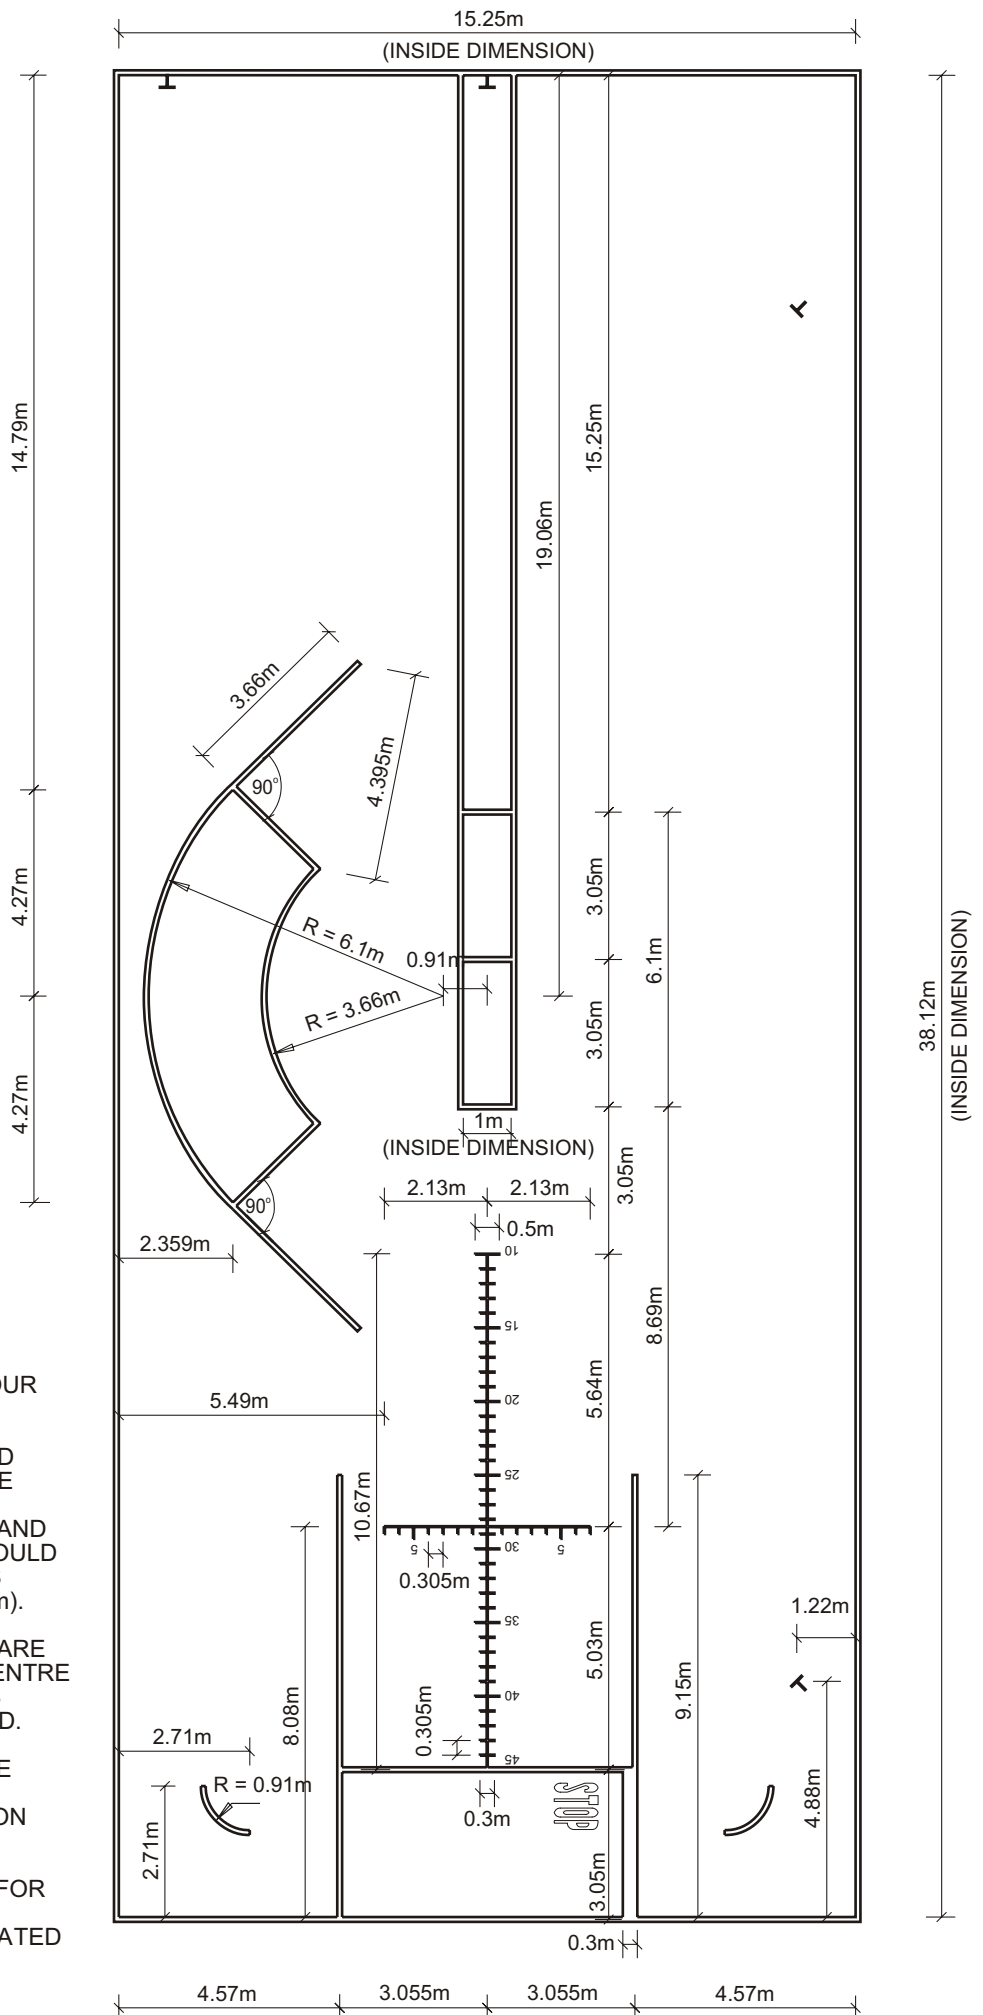 15.25m
(INSIDE DIMENSION)
14.79m
15.25m
19.06m
3.66m
4.395m
90°
4.27m
R = 6.1m
0.91m
R = 3.66m
3.05m
6.1m
3.05m
38.12m
(INSIDE DIMENSION)
4.27m
1m
(INSIDE DIMENSION)
3.05m
2.13m
2.13m
90°
0.5m
2.359m
10
15
8.69m
5.64m
20
5.49m
25
10.67m
5
30
5
0.305m
35
1.22m
5.03m
9.15m
40
8.08m
0.305m
2.71m
45
4.88m
R = 0.91m
STOP
0.3m
2.71m
3.05m
0.3m
4.57m
3.055m
3.055m
4.57m
OUR
D
E
AND
OULD
m).
ARE
ENTRE
D.
E
ON
FOR
ATED